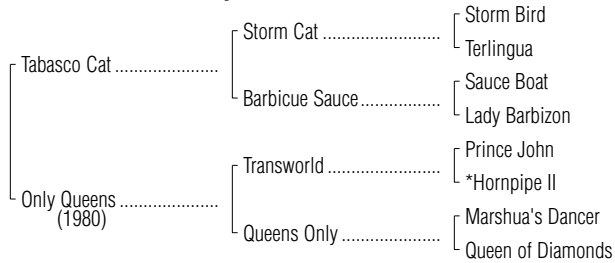 Storm Bird
Storm Cat ......................
Terlingua
Tabasco Cat ...................
Sauce Boat
Barbicue Sauce ...............
Lady Barbizon
Prince John
Transworld .....................
*Hornpipe II
Only Queens ..................
(1980)
Marshua's Dancer
Queens Only ..................
Queen of Diamonds